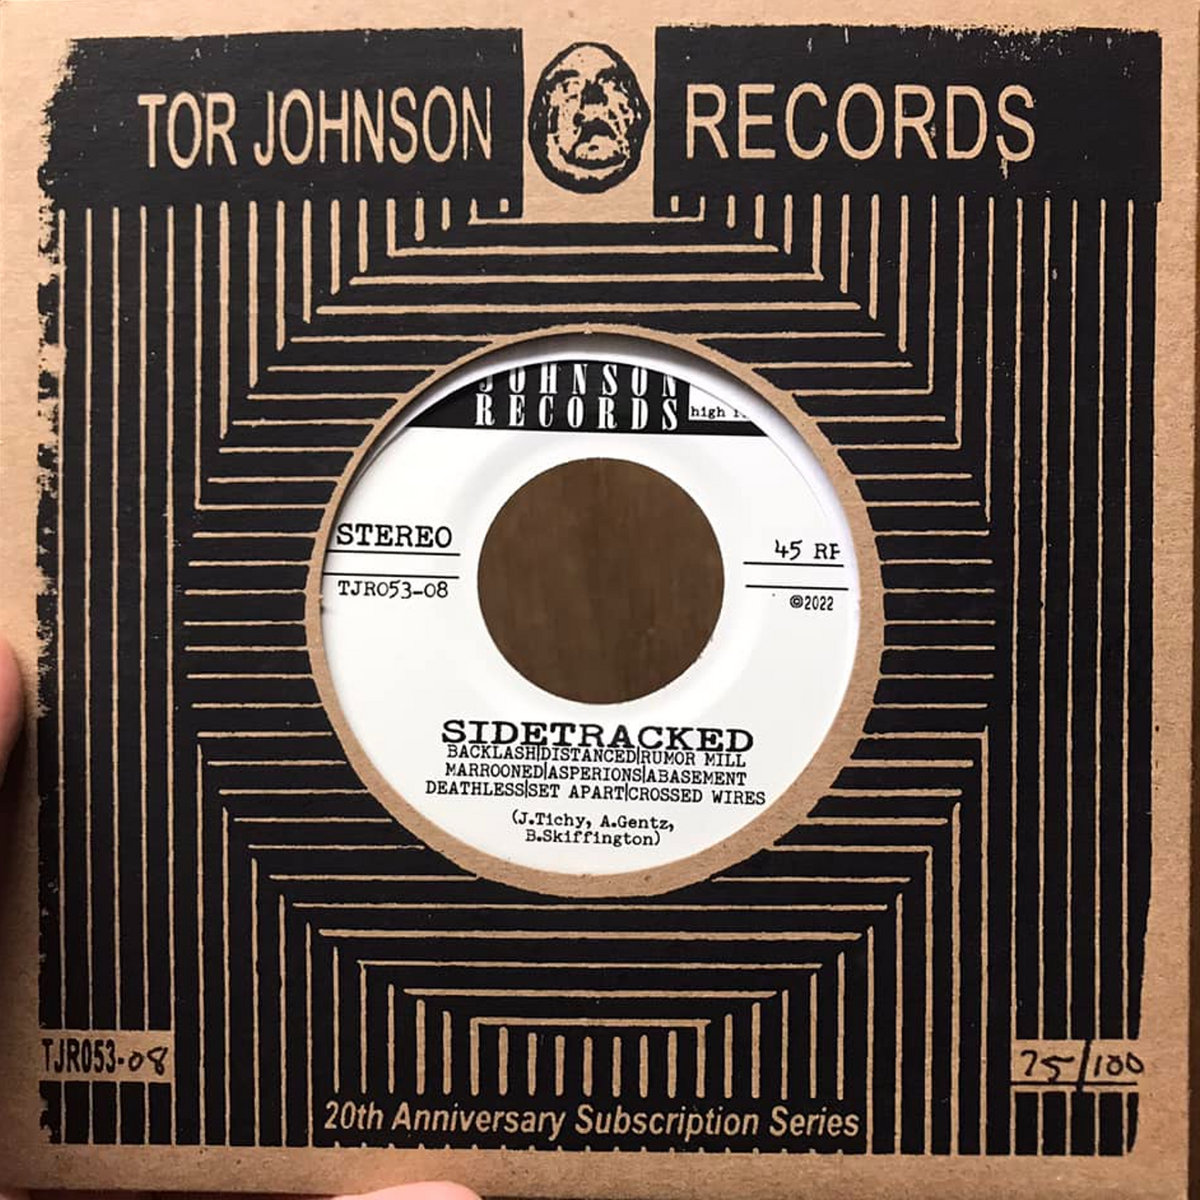 TOR JOHNSON RECORDS
JOHNSON
RECORDS
high
STEREO
45 RP
TJR053-08
©2022
SIDETRACKED
BACKLASH|DISTANCED|RUMOR MILL
MARROONED|ASPERIONS|ABASEMENT
DEATHLESS|SET APART|CROSSED WIRES
(J.Tichy, A.Gentz,
B.Skiffington)
TJR053-08
75/100
20th Anniversary Subscription Series